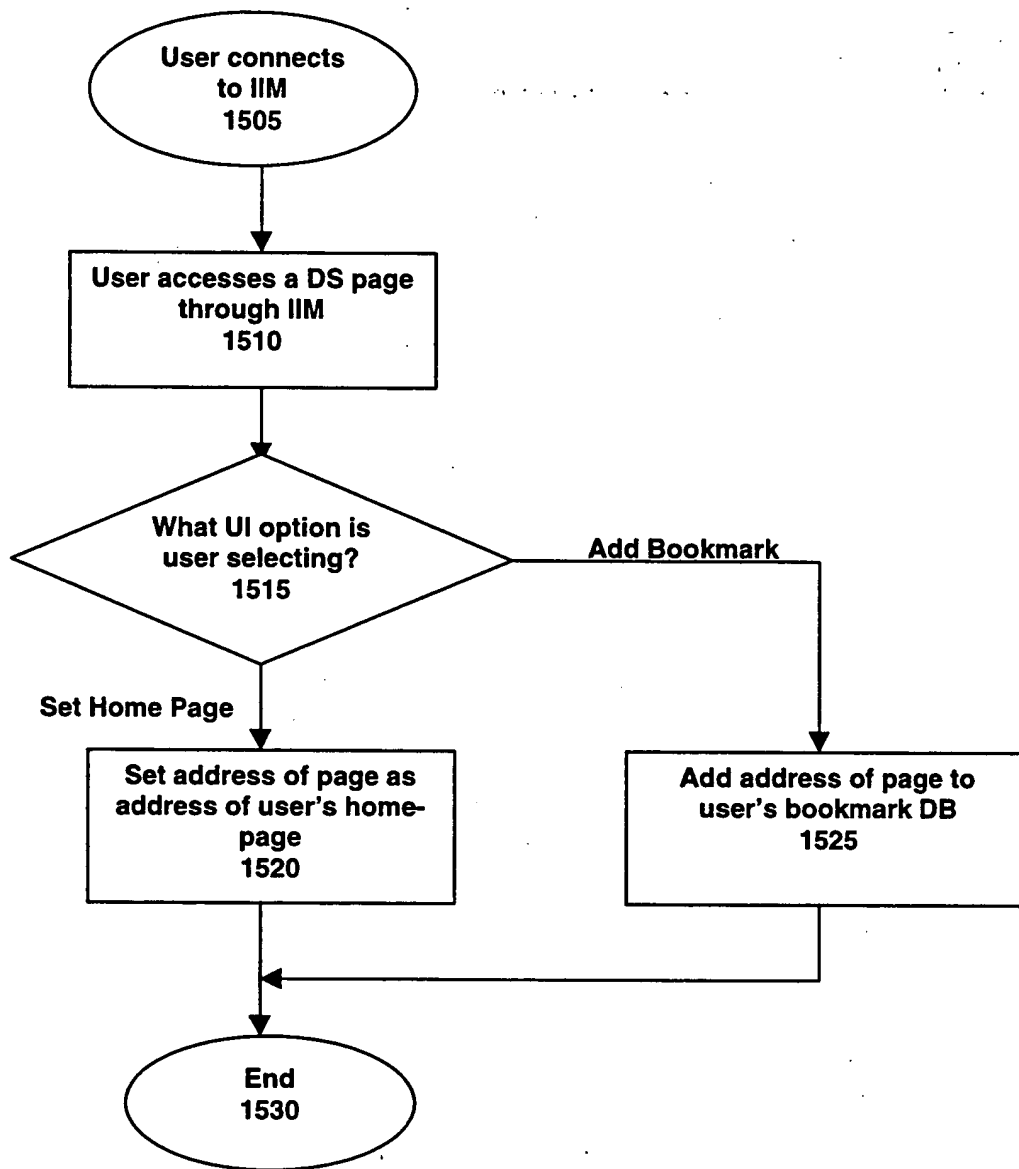 User connects
to IIM
1505
User accesses a DS page
through IIM
1510
What UI option is
user selecting?
1515
Add Bookmark
Set Home Page
Set address of page as
address of user's home-
page
1520
Add address of page to
user's bookmark DB
1525
End
1530